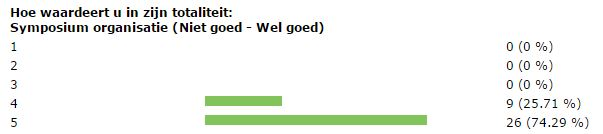 Hoe waardeert u in zijn totaliteit:
Symposium organisatie (Niet goed - Wel goed)
1 0 (0 %)
2 0 (0 %)
3 0 (0 %)
4 9 (25.71 %)
5 26 (74.29 %)